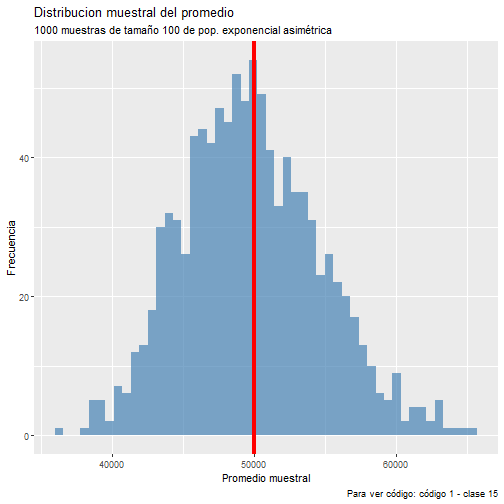 Distribucion muestral del promedio
1000 muestras de tamaño 100 de pop. exponencial asimétrica
Frecuencia
40
20
0
40000
50000
60000
Promedio muestral
Para ver código: código 1 - clase 15